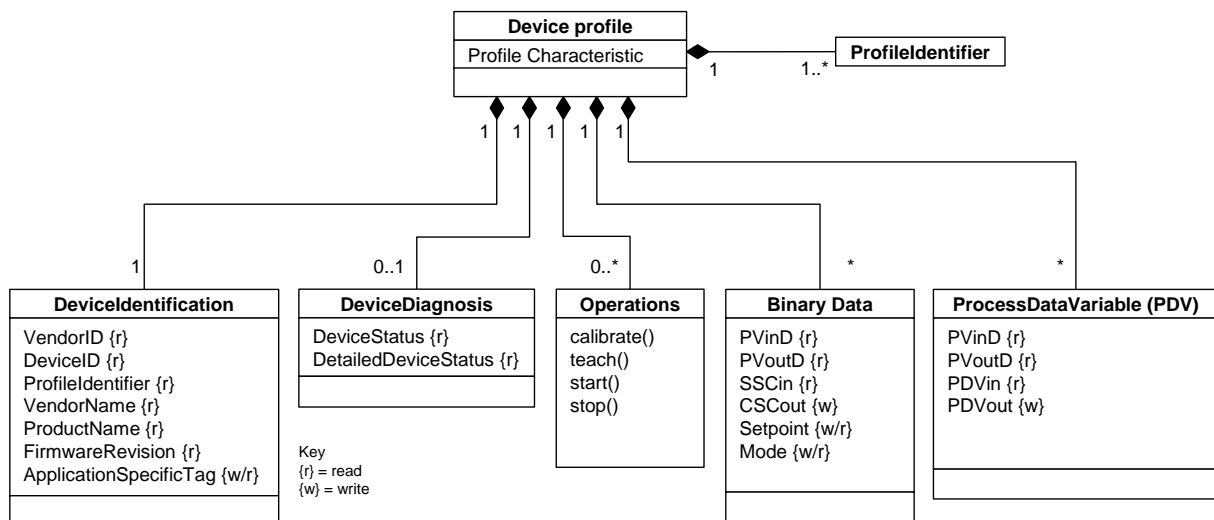 Device profile
Profile Characteristic
ProfileIdentifier
1
1..*
1
1
1
1
1
1
0..1
0..*
*
*
DeviceIdentification
VendorID {r}
DeviceID {r}
ProfileIdentifier {r}
VendorName {r}
ProductName {r}
FirmwareRevision {r}
ApplicationSpecificTag {w/r}
DeviceDiagnosis
DeviceStatus {r}
DetailedDeviceStatus {r}
Key
{r} = read
{w} = write
Operations
calibrate()
teach()
start()
stop()
Binary Data
PVinD {r}
PVoutD {r}
SSCin {r}
CSCout {w}
Setpoint {w/r}
Mode {w/r}
ProcessDataVariable (PDV)
PVinD {r}
PVoutD {r}
PDVin {r}
PDVout {w}